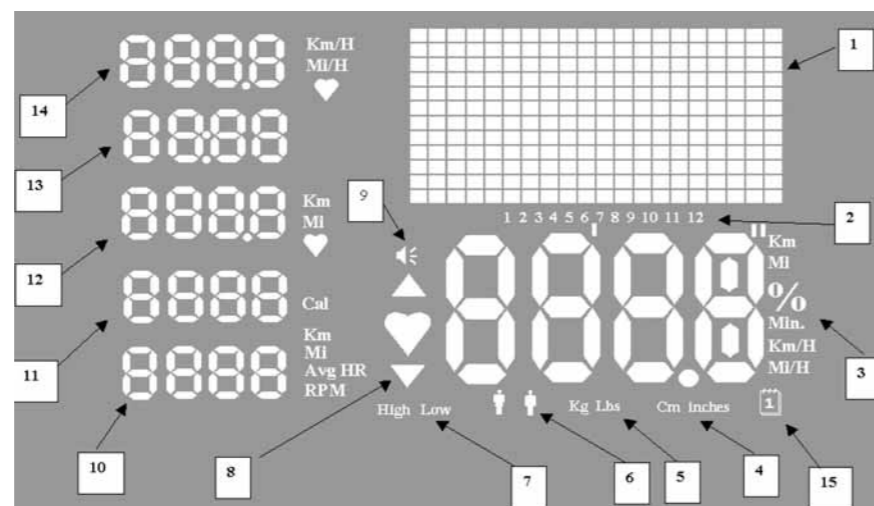 Km/H
Mi/H
1
14
13
Km
Mi
9
1 2 3 4 5 6 7 8 9 10 11 12
2
12
Km
Mi
%
Cal
Min.
Km/H
Mi/H
3
11
Km
Mi
Avg HR
RPM
High Low
Kg Lbs
Cm inches
1
10
8
7
6
5
4
15